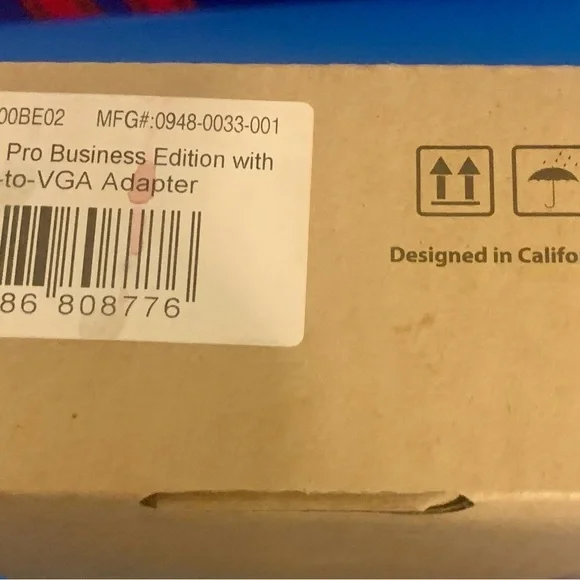 00BE02 MFG#:0948-0033-001
Pro Business Edition with
-to-VGA Adapter
86 808776
Designed in Califo